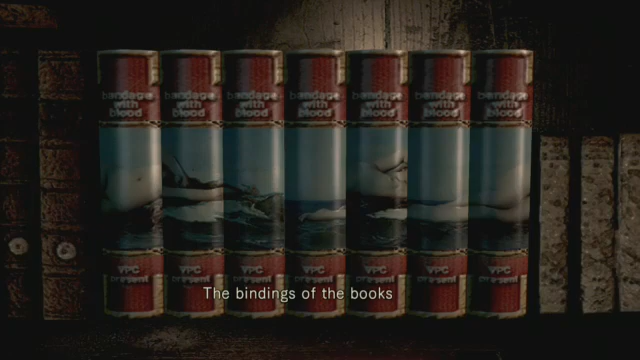 bandage
with
blood
bandage
with
blood
bandage
with
blood
bandage
with
blood
bandage
with
blood
bandage
with
blood
bandage
with
blood
VPC
present
VPC
present
VPC
present
VPC
present
VPC
present
VPC
present
VPC
present
The bindings of the books